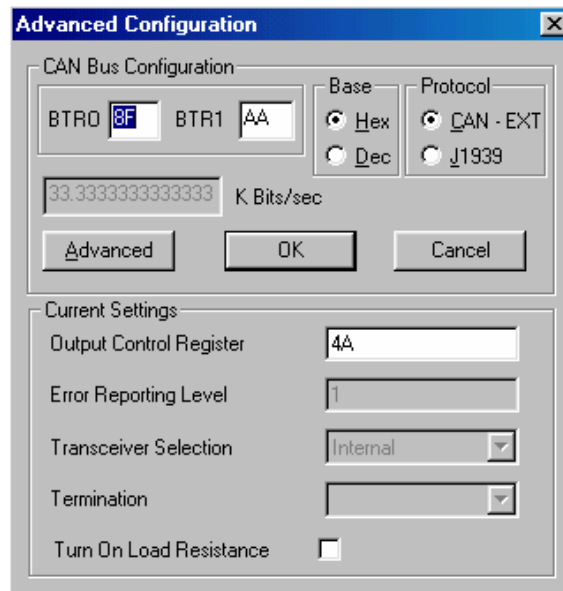 Advanced Configuration
CAN Bus Configuration
BTR0 8F BTR1 AA
Base
Hex
Dec
Protocol
CAN - EXT
J1939
33.3333333333333 K Bits/sec
Advanced OK Cancel
Current Settings
Output Control Register 4A
Error Reporting Level 1
Transceiver Selection Internal
Termination
Turn On Load Resistance